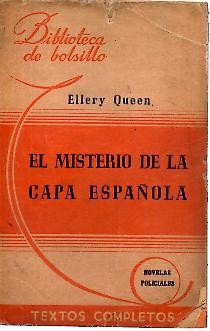 Biblioteca
de bolsillo
Ellery Queen.
EL MISTERIO DE LA
CAPA ESPAÑOLA
NOVELAS
POLICIALES
TEXTOS COMPLETOS